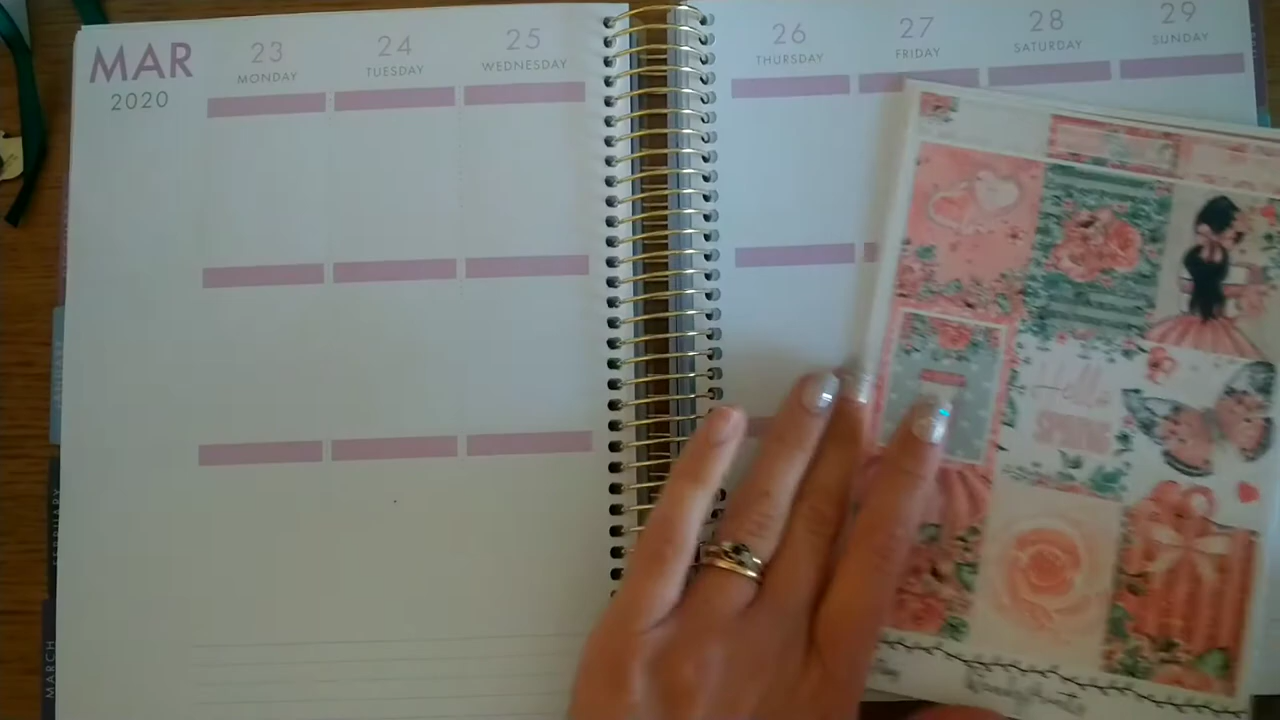 MAR
2020
23
MONDAY
24
TUESDAY
25
WEDNESDAY
26
THURSDAY
27
FRIDAY
28
SATURDAY
29
SUNDAY
Hello
SPRING
FEBRUARY
MARCH